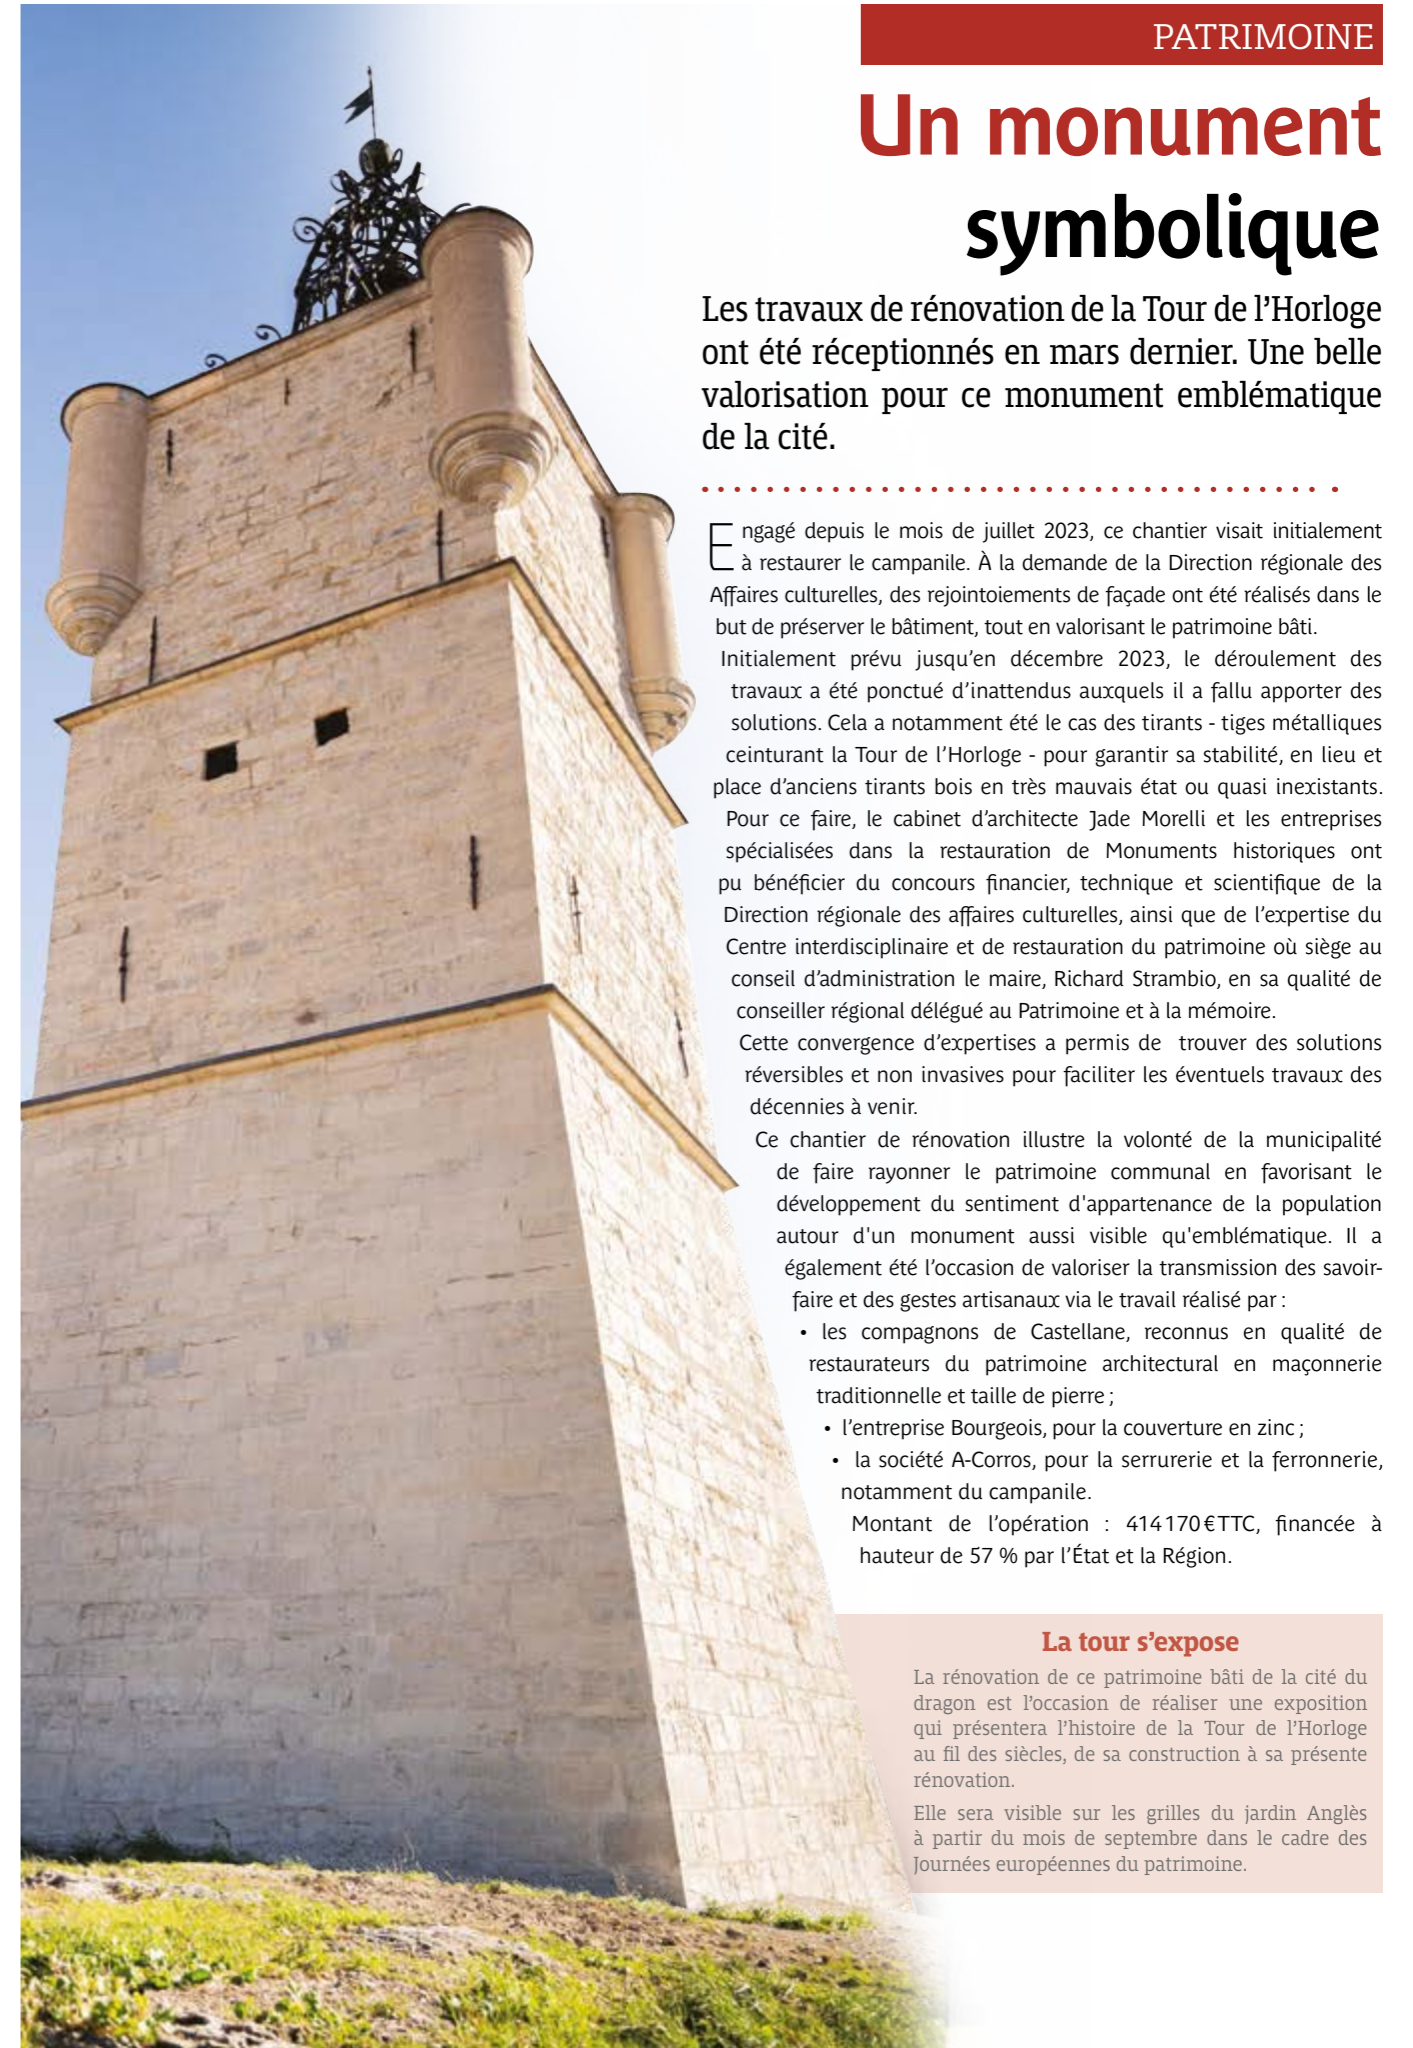 PATRIMOINE
Un monument
symbolique
Les travaux de rénovation de la Tour de l’Horloge
ont été réceptionnés en mars dernier. Une belle
valorisation pour ce monument emblématique
de la cité.
Engagé depuis le mois de juillet 2023, ce chantier visait initialement
à restaurer le campanile. À la demande de la Direction régionale des
Affaires culturelles, des rejointoiements de façade ont été réalisés dans le
but de préserver le bâtiment, tout en valorisant le patrimoine bâti.
Initialement prévu jusqu’en décembre 2023, le déroulement des
travaux a été ponctué d’inattendus auxquels il a fallu apporter des
solutions. Cela a notamment été le cas des tirants - tiges métalliques
ceinturant la Tour de l’Horloge - pour garantir sa stabilité, en lieu et
place d’anciens tirants bois en très mauvais état ou quasi inexistants.
Pour ce faire, le cabinet d’architecte Jade Morelli et les entreprises
spécialisées dans la restauration de Monuments historiques ont
pu bénéficier du concours financier, technique et scientifique de la
Direction régionale des affaires culturelles, ainsi que de l’expertise du
Centre interdisciplinaire et de restauration du patrimoine où siège au
conseil d’administration le maire, Richard Strambio, en sa qualité de
conseiller régional délégué au Patrimoine et à la mémoire.
Cette convergence d’expertises a permis de trouver des solutions
réversibles et non invasives pour faciliter les éventuels travaux des
décennies à venir.
Ce chantier de rénovation illustre la volonté de la municipalité
de faire rayonner le patrimoine communal en favorisant le
développement du sentiment d'appartenance de la population
autour d'un monument aussi visible qu'emblématique. Il a
également été l’occasion de valoriser la transmission des savoir-
faire et des gestes artisanaux via le travail réalisé par :
• les compagnons de Castellane, reconnus en qualité de
restaurateurs du patrimoine architectural en maçonnerie
traditionnelle et taille de pierre ;
• l’entreprise Bourgeois, pour la couverture en zinc ;
• la société A-Corros, pour la serrurerie et la ferronnerie,
notamment du campanile.
Montant de l’opération : 414 170 € TTC, financée à
hauteur de 57 % par l’État et la Région.
La tour s’expose
La rénovation de ce patrimoine bâti de la cité du
dragon est l’occasion de réaliser une exposition
qui présentera l’histoire de la Tour de l’Horloge
au fil des siècles, de sa construction à sa présente
rénovation.
Elle sera visible sur les grilles du jardin Anglès
à partir du mois de septembre dans le cadre des
Journées européennes du patrimoine.